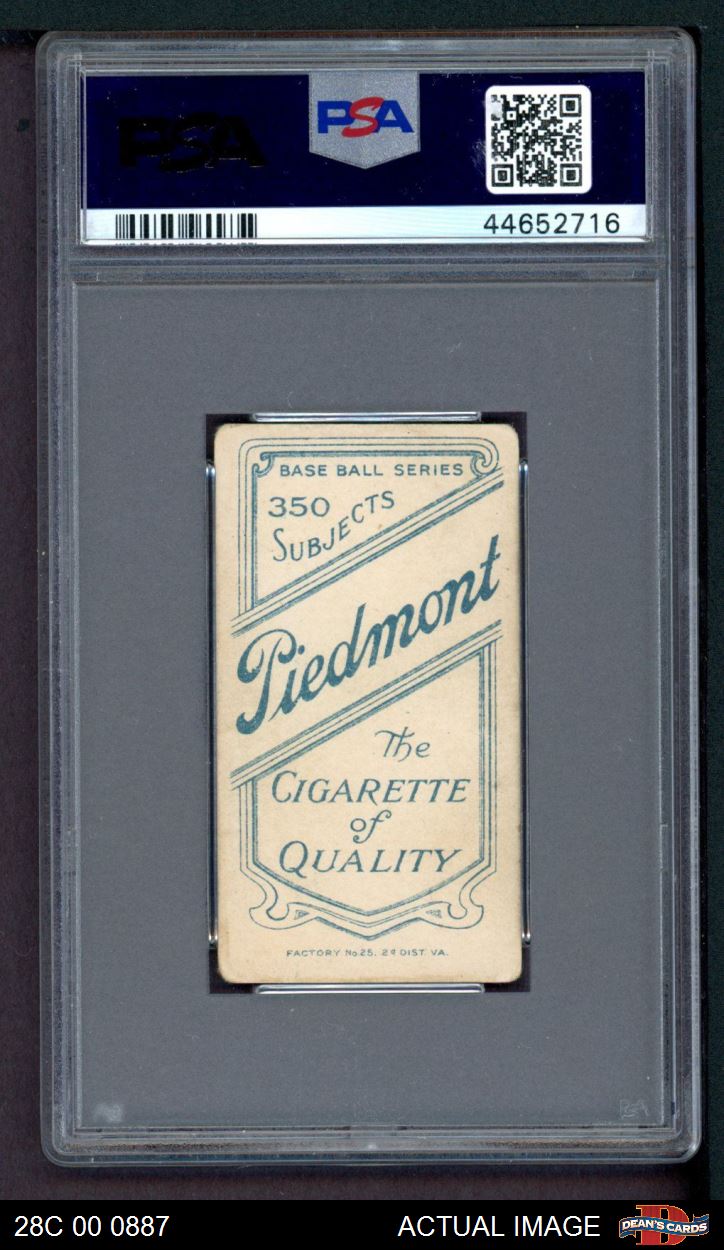 PSA
PSA
44652716
BASE BALL SERIES
350
SUBJECTS
Piedmont
The
CIGARETTE
of
QUALITY
FACTORY No 25. 2d DIST. VA.
28C 00 0887
ACTUAL IMAGE
DEAN'S CARDS